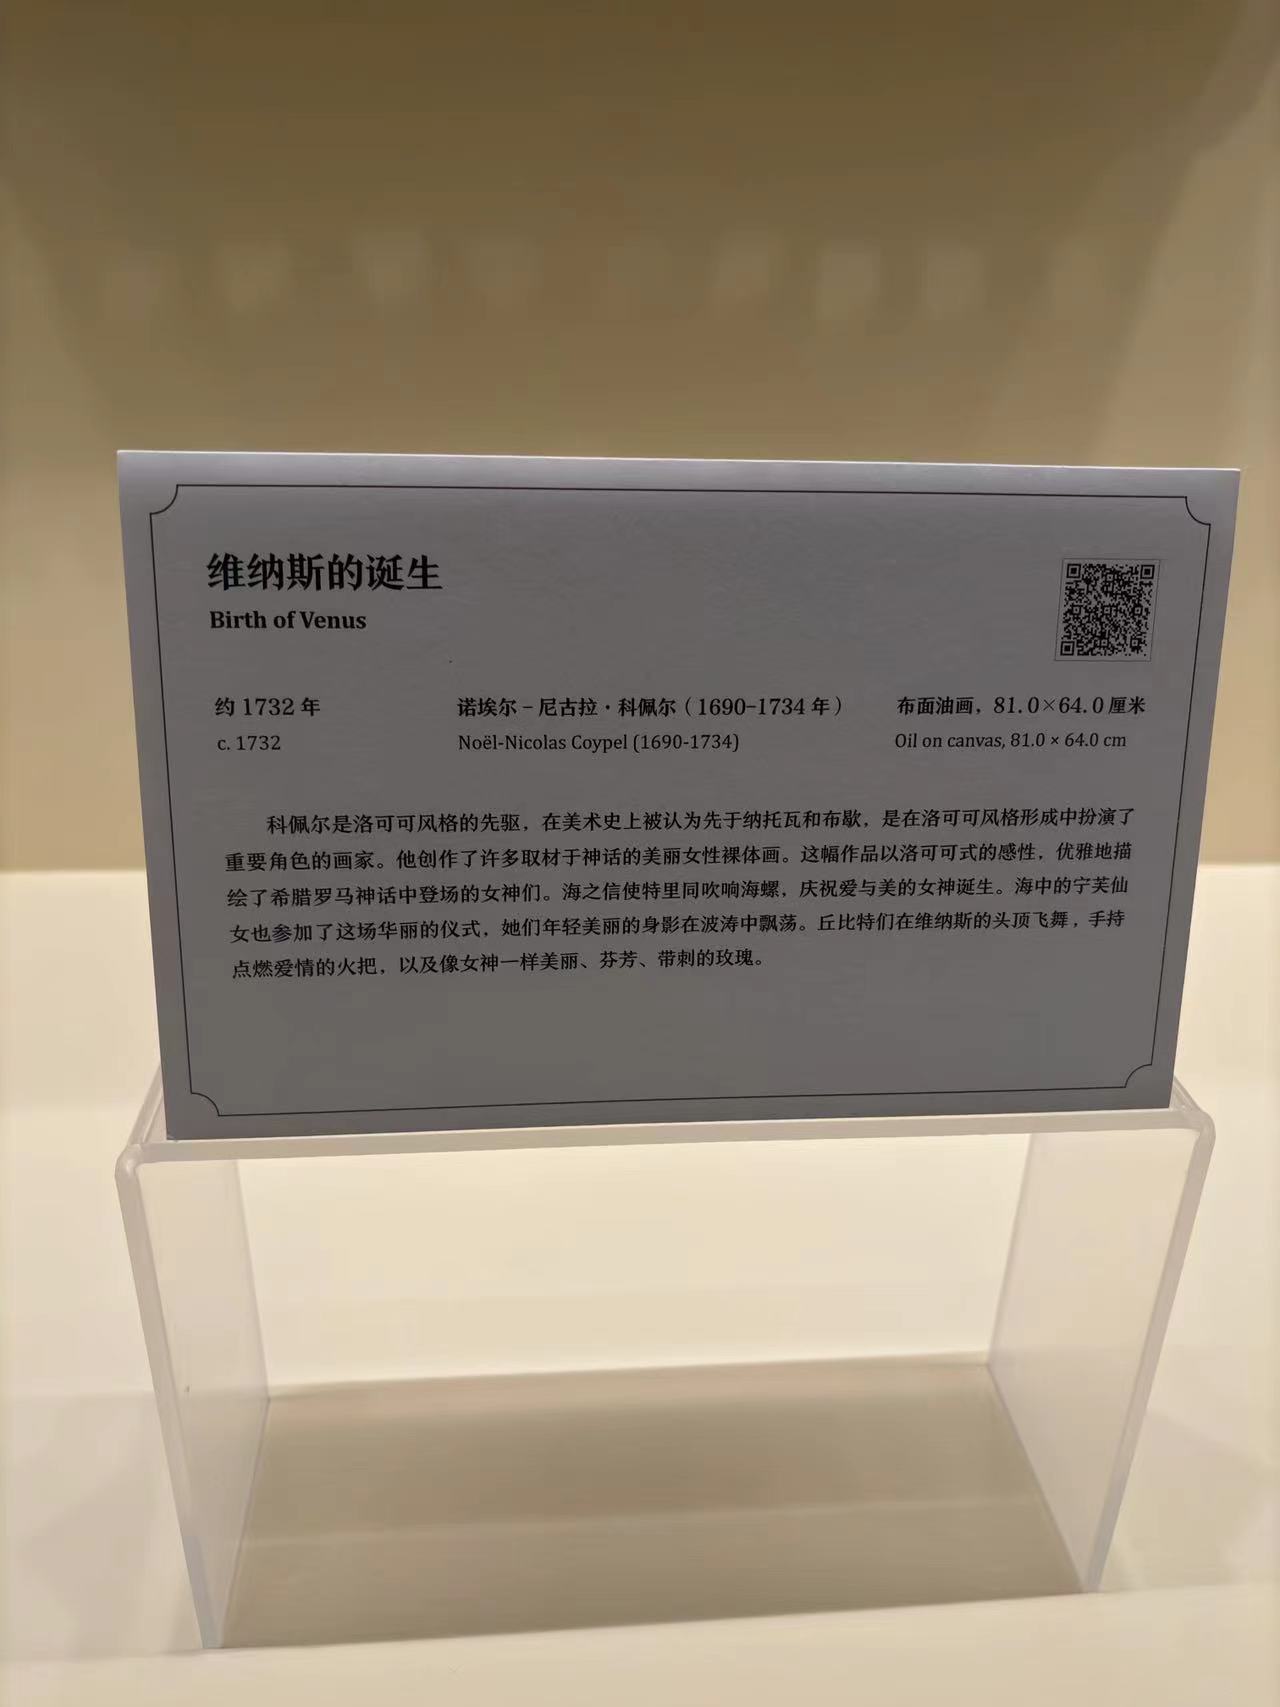 维纳斯的诞生
Birth of Venus
约 1732 年
诺埃尔－尼古拉·科佩尔（1690-1734 年）
布面油画，81.0×64.0 厘米
c. 1732
Noël-Nicolas Coypel (1690-1734)
Oil on canvas, 81.0 × 64.0 cm
科佩尔是洛可可风格的先驱，在美术史上被认为先于纳托瓦和布歇，是在洛可可风格形成中扮演了
重要角色的画家。他创作了许多取材于神话的美丽女性裸体画。这幅作品以洛可可式的感性，优雅地描
绘了希腊罗马神话中登场的女神们。海之信使特里同吹响海螺，庆祝爱与美的女神诞生。海中的宁芙仙
女也参加了这场华丽的仪式，她们年轻美丽的身影在波涛中飘荡。丘比特们在维纳斯的头顶飞舞，手持
点燃爱情的火把，以及像女神一样美丽、芬芳、带刺的玫瑰。